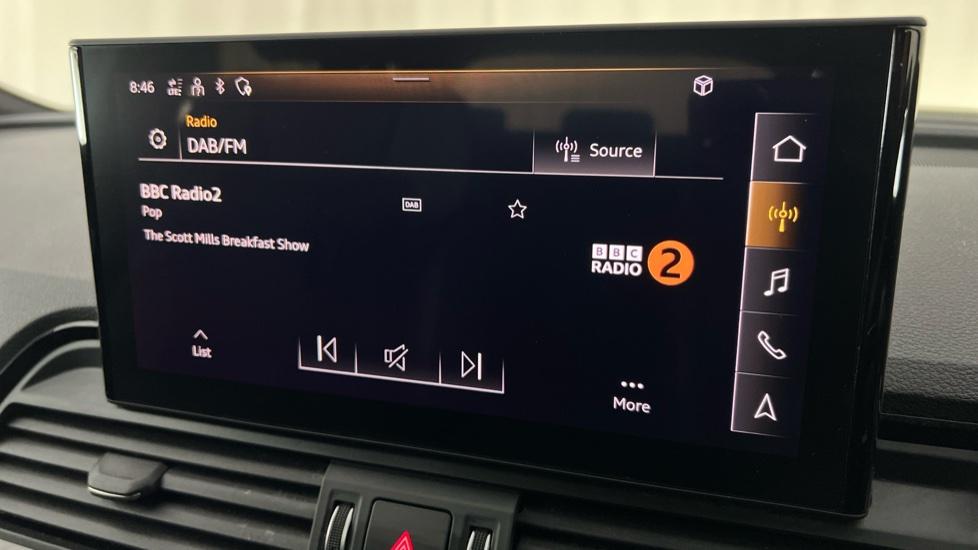 8:46 LTE
Radio
DAB/FM
Source
BBC Radio2
DAB
Pop
The Scott Mills Breakfast Show
BBC
RADIO 2
List
More